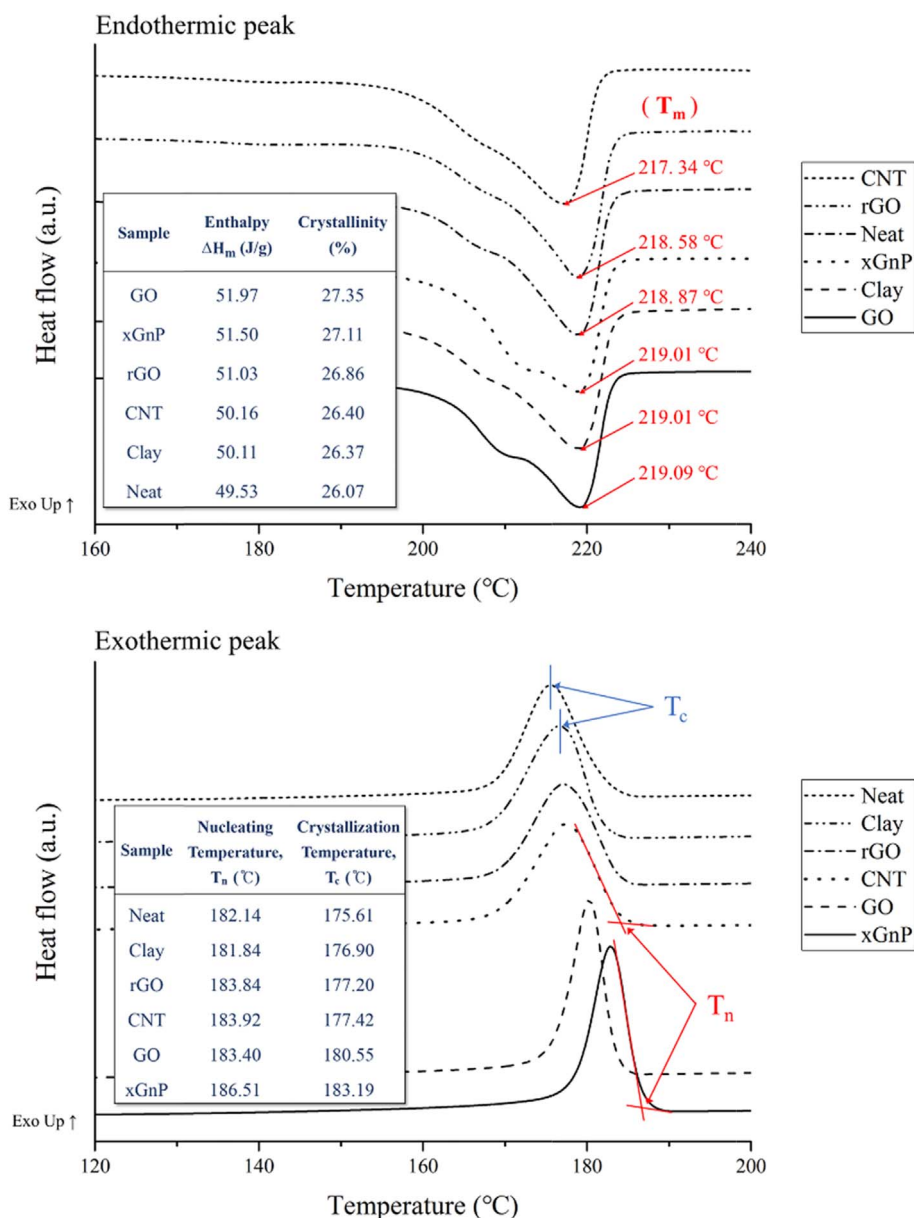 Endothermic peak
Heat flow (a.u.)
Exo Up ↑
( Tₘ )
217. 34 ℃
218. 58 ℃
218. 87 ℃
219.01 ℃
219.01 ℃
219.09 ℃
Sample Enthalpy ΔHₘ (J/g) Crystallinity (%)
GO 51.97 27.35
xGnP 51.50 27.11
rGO 51.03 26.86
CNT 50.16 26.40
Clay 50.11 26.37
Neat 49.53 26.07
CNT
rGO
Neat
xGnP
Clay
GO
160 180 200 220 240
Temperature (℃)
Exothermic peak
Heat flow (a.u.)
Exo Up ↑
T꜀
Tₙ
Sample Nucleating Temperature, Tₙ (℃) Crystallization Temperature, T꜀ (℃)
Neat 182.14 175.61
Clay 181.84 176.90
rGO 183.84 177.20
CNT 183.92 177.42
GO 183.40 180.55
xGnP 186.51 183.19
Neat
Clay
rGO
CNT
GO
xGnP
120 140 160 180 200
Temperature (℃)